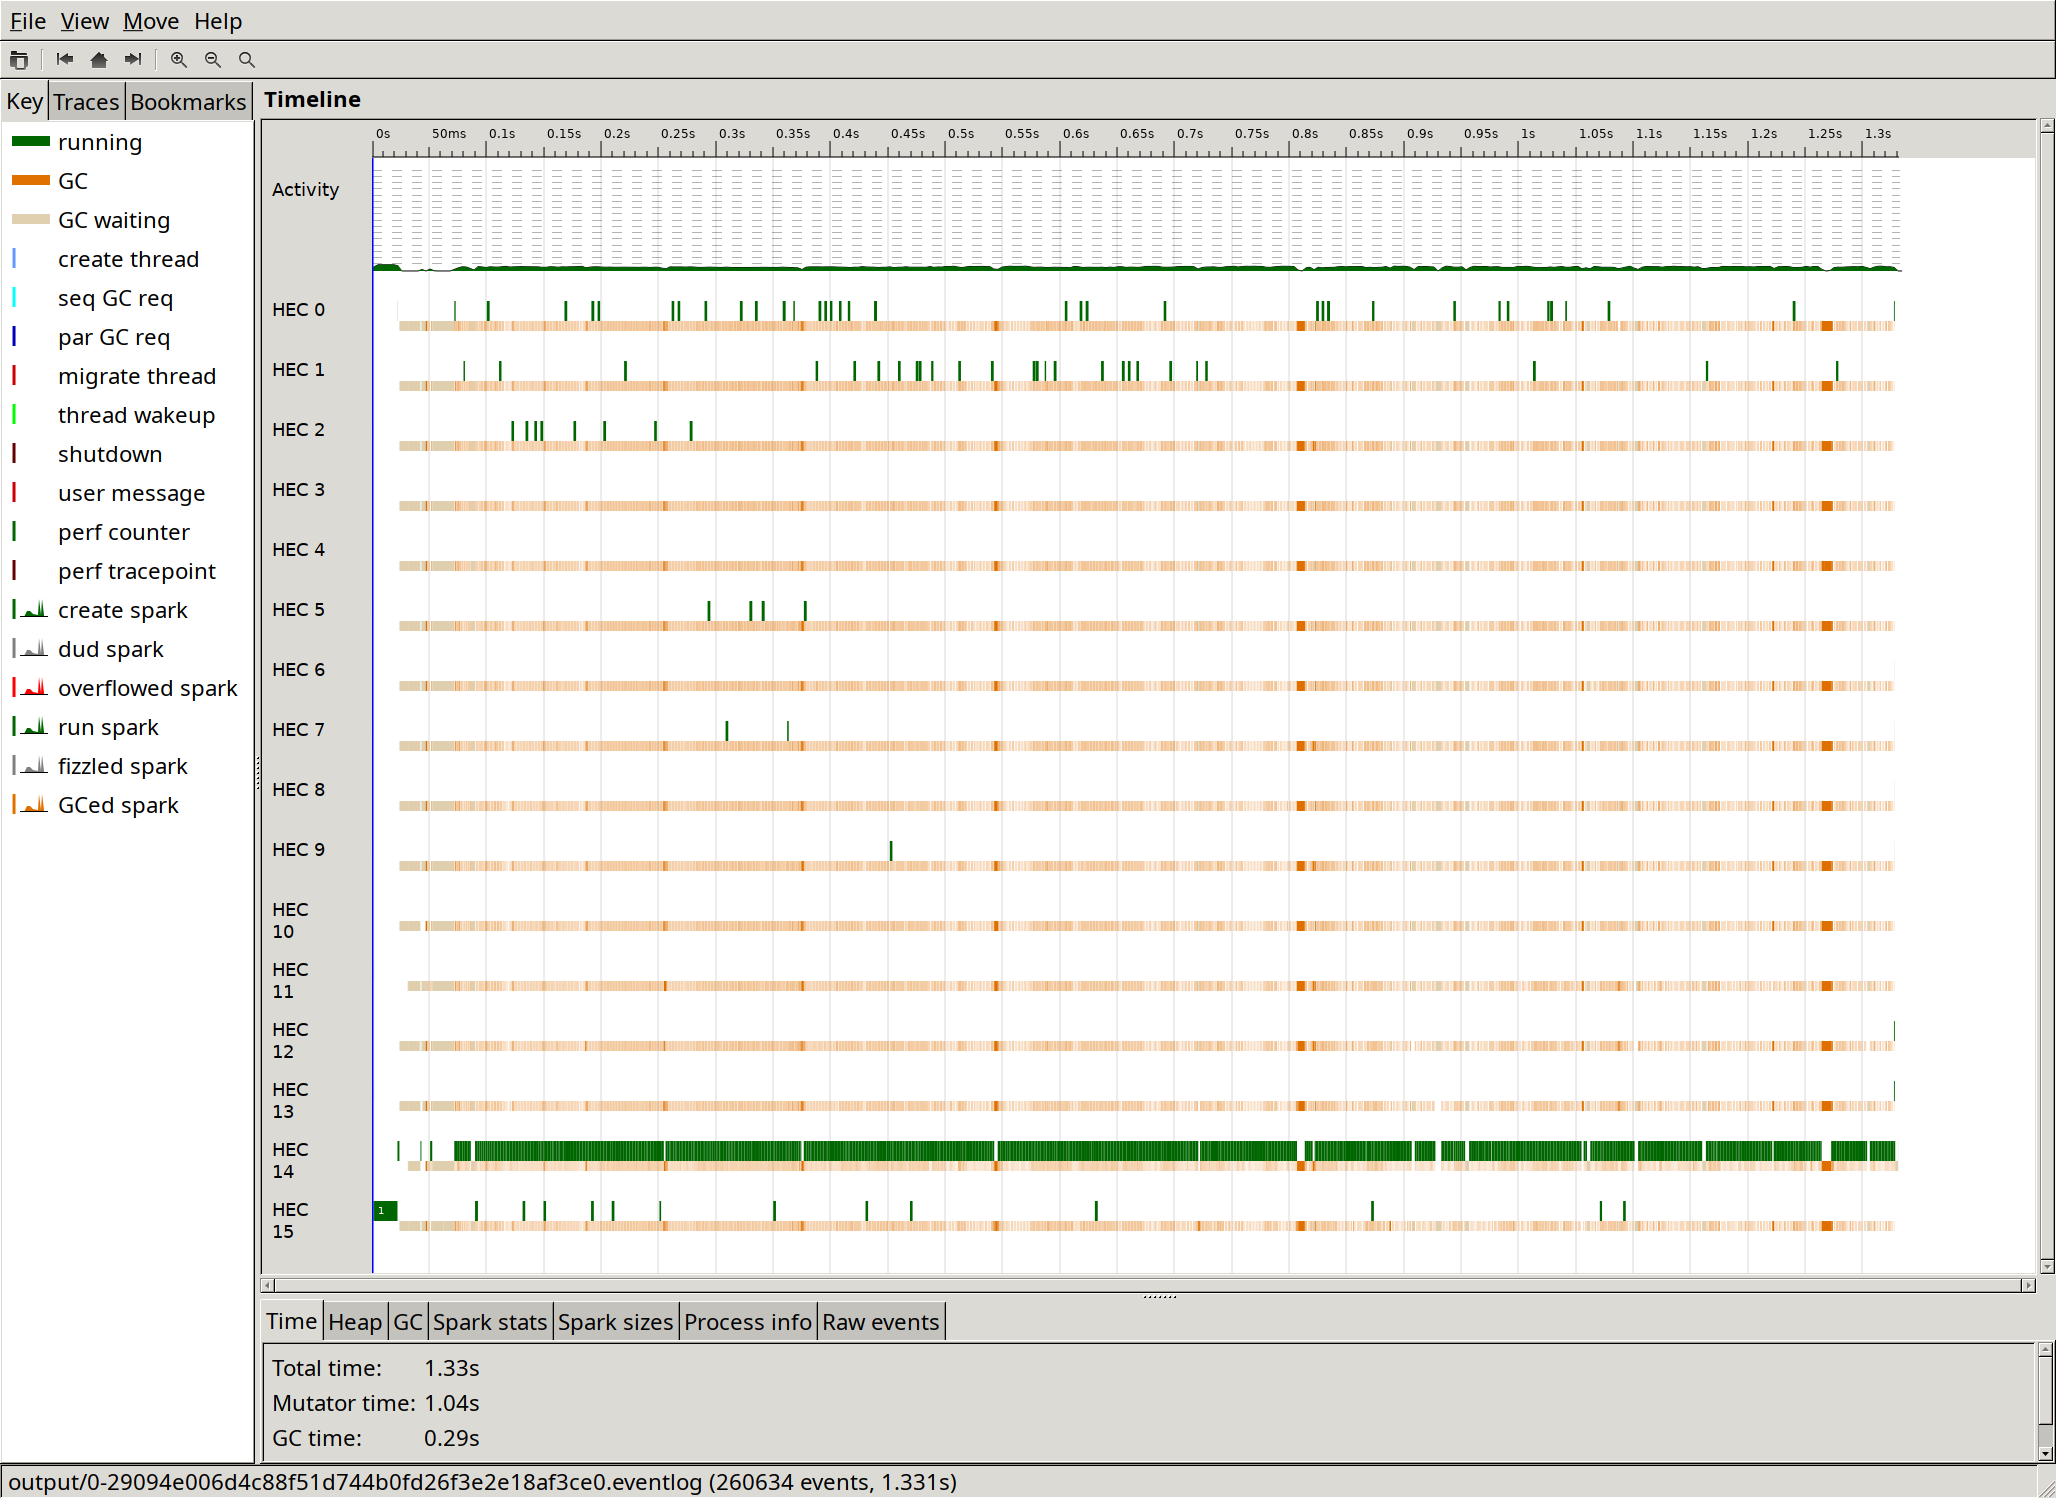 File View Move Help
Key Traces Bookmarks
Timeline
running
GC
GC waiting
create thread
seq GC req
par GC req
migrate thread
thread wakeup
shutdown
user message
perf counter
perf tracepoint
create spark
dud spark
overflowed spark
run spark
fizzled spark
GCed spark
0s 50ms 0.1s 0.15s 0.2s 0.25s 0.3s 0.35s 0.4s 0.45s 0.5s 0.55s 0.6s 0.65s 0.7s 0.75s 0.8s 0.85s 0.9s 0.95s 1s 1.05s 1.1s 1.15s 1.2s 1.25s 1.3s
Activity
HEC 0
HEC 1
HEC 2
HEC 3
HEC 4
HEC 5
HEC 6
HEC 7
HEC 8
HEC 9
HEC
10
HEC
11
HEC
12
HEC
13
HEC
14
HEC
15
1
Time Heap GC Spark stats Spark sizes Process info Raw events
Total time: 1.33s
Mutator time: 1.04s
GC time: 0.29s
output/0-29094e006d4c88f51d744b0fd26f3e2e18af3ce0.eventlog (260634 events, 1.331s)